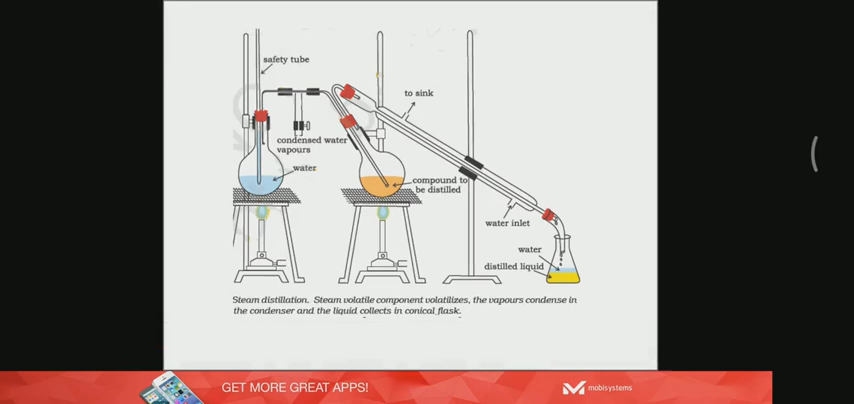 safety tube
to sink
condensed water
vapours
water
compound to
be distilled
water inlet
water
distilled liquid
Steam distillation. Steam volatile component volatilizes, the vapours condense in
the condenser and the liquid collects in conical flask.
GET MORE GREAT APPS!
mobisystems